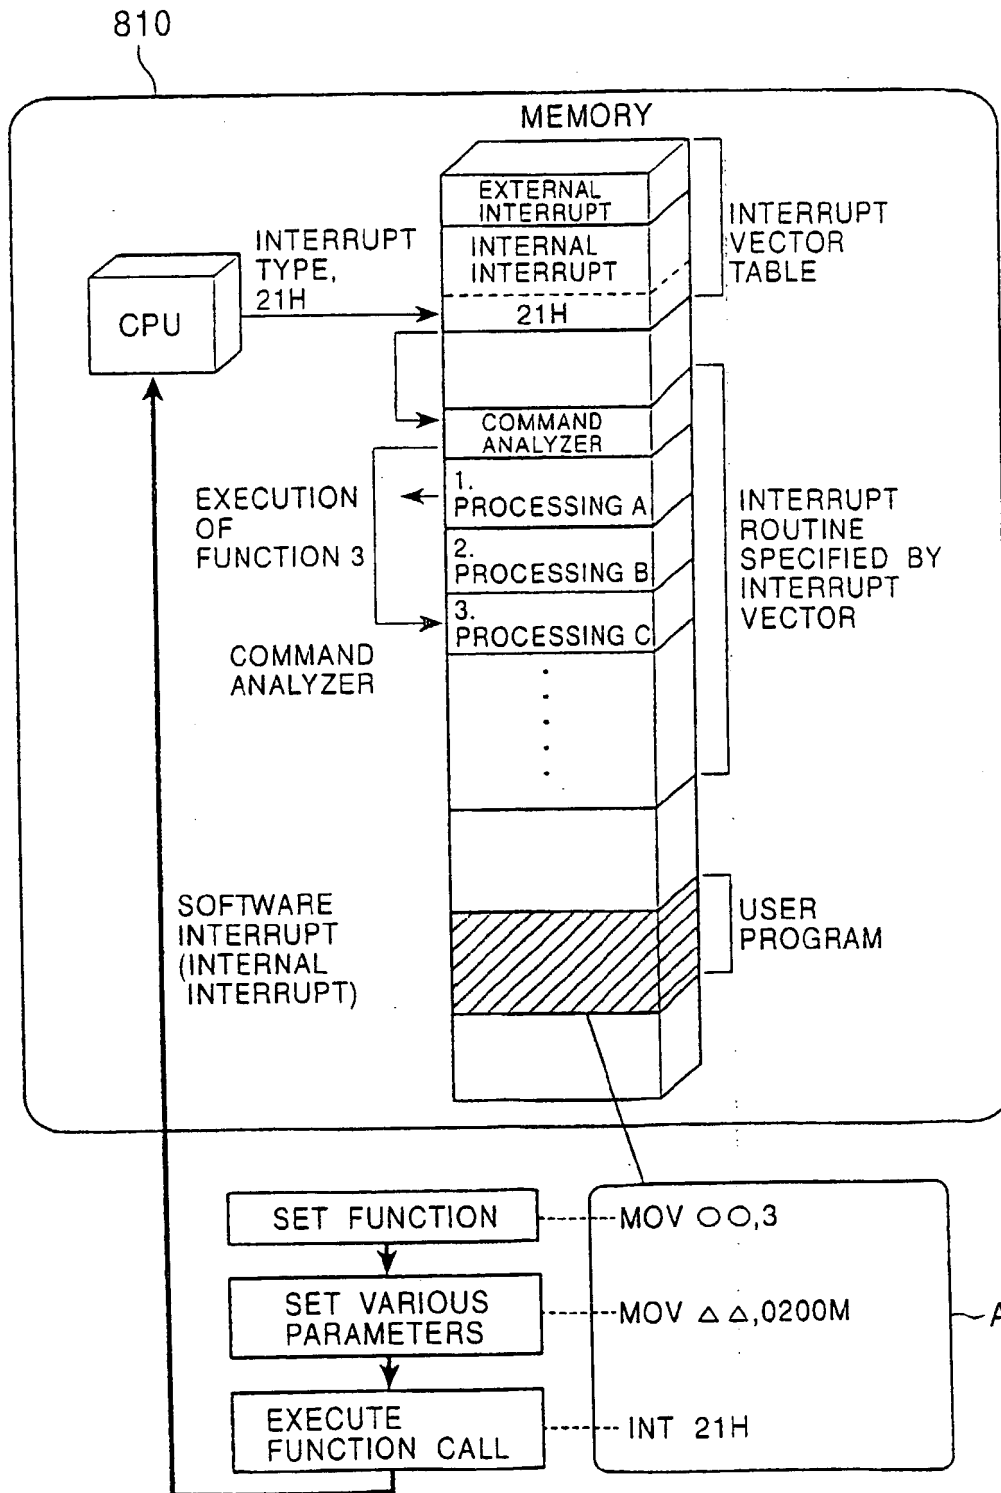 810
MEMORY
EXTERNAL
INTERRUPT
INTERNAL
INTERRUPT
21H
INTERRUPT
VECTOR
TABLE
INTERRUPT
TYPE,
21H
CPU
COMMAND
ANALYZER
1.
PROCESSING A
2.
PROCESSING B
3.
PROCESSING C
EXECUTION
OF
FUNCTION 3
COMMAND
ANALYZER
INTERRUPT
ROUTINE
SPECIFIED BY
INTERRUPT
VECTOR
SOFTWARE
INTERRUPT
(INTERNAL
INTERRUPT)
USER
PROGRAM
SET FUNCTION
MOV ○○,3
SET VARIOUS
PARAMETERS
MOV △△,0200M
A
EXECUTE
FUNCTION CALL
INT 21H